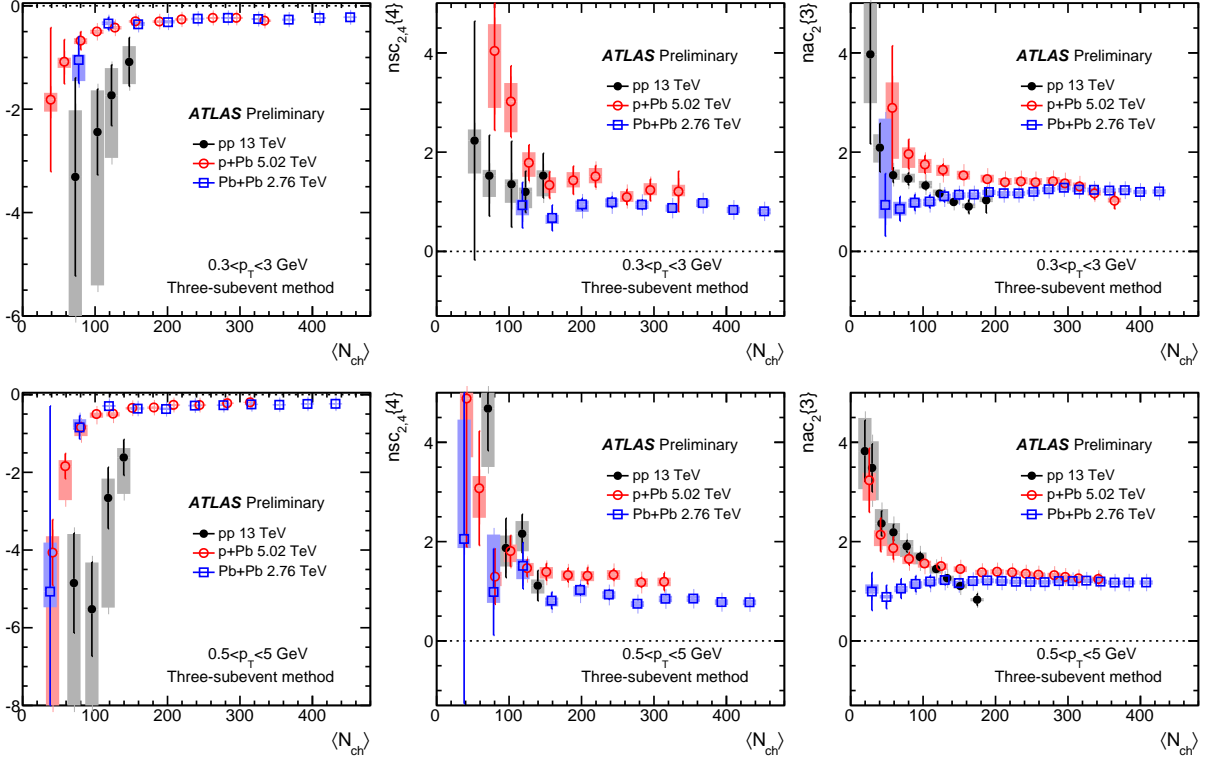 0
-2
-4
-6
ATLAS Preliminary
pp 13 TeV
p+Pb 5.02 TeV
Pb+Pb 2.76 TeV
0.3<p_T<3 GeV
Three-subevent method
0 100 200 300 400
⟨N_ch⟩
nsc_2,4{4}
4
2
0
ATLAS Preliminary
pp 13 TeV
p+Pb 5.02 TeV
Pb+Pb 2.76 TeV
0.3<p_T<3 GeV
Three-subevent method
0 100 200 300 400
⟨N_ch⟩
nac_2{3}
4
2
0
ATLAS Preliminary
pp 13 TeV
p+Pb 5.02 TeV
Pb+Pb 2.76 TeV
0.3<p_T<3 GeV
Three-subevent method
0 100 200 300 400
⟨N_ch⟩
0
-2
-4
-6
-8
ATLAS Preliminary
pp 13 TeV
p+Pb 5.02 TeV
Pb+Pb 2.76 TeV
0.5<p_T<5 GeV
Three-subevent method
0 100 200 300 400
⟨N_ch⟩
nsc_2,4{4}
4
2
0
ATLAS Preliminary
pp 13 TeV
p+Pb 5.02 TeV
Pb+Pb 2.76 TeV
0.5<p_T<5 GeV
Three-subevent method
0 100 200 300 400
⟨N_ch⟩
nac_2{3}
4
2
0
ATLAS Preliminary
pp 13 TeV
p+Pb 5.02 TeV
Pb+Pb 2.76 TeV
0.5<p_T<5 GeV
Three-subevent method
0 100 200 300 400
⟨N_ch⟩